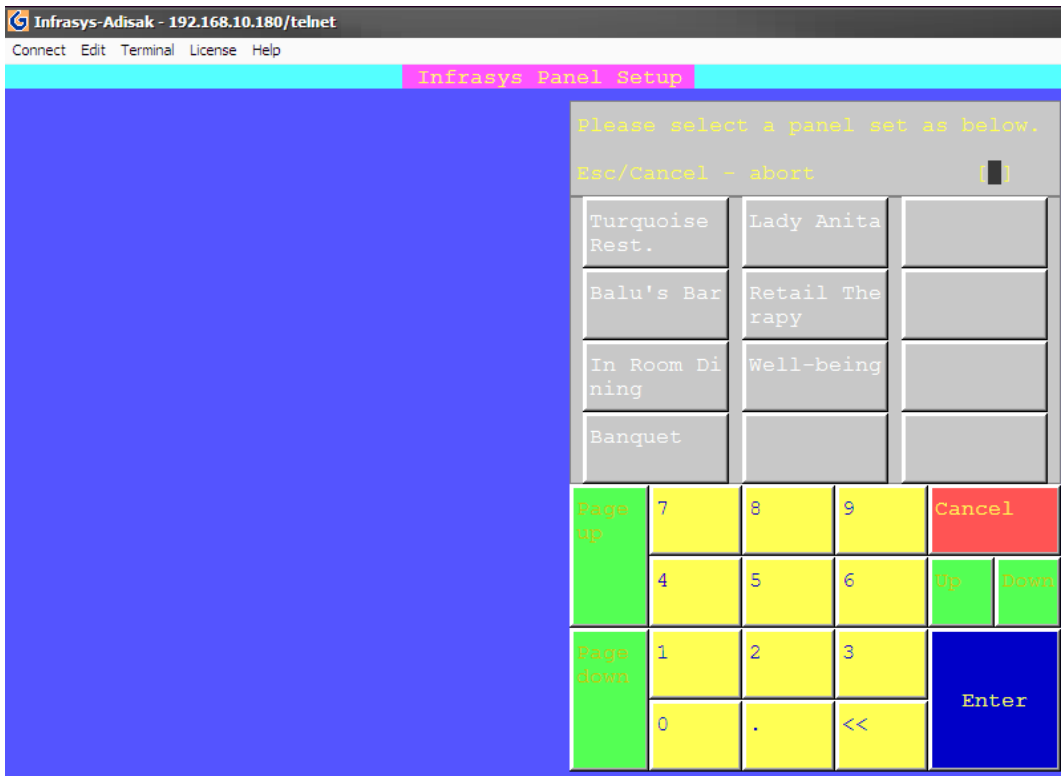 Infrasys-Adisak - 192.168.10.180/telnet
Connect Edit Terminal License Help
Infrasys Panel Setup
Please select a panel set as below.
Esc/Cancel - abort [ ]
Turquoise
Rest.
Lady Anita
Balu's Bar
Retail The
rapy
In Room Di
ning
Well-being
Banquet
Page
up
7
8
9
Cancel
4
5
6
Up
Down
Page
down
1
2
3
Enter
0
.
<<